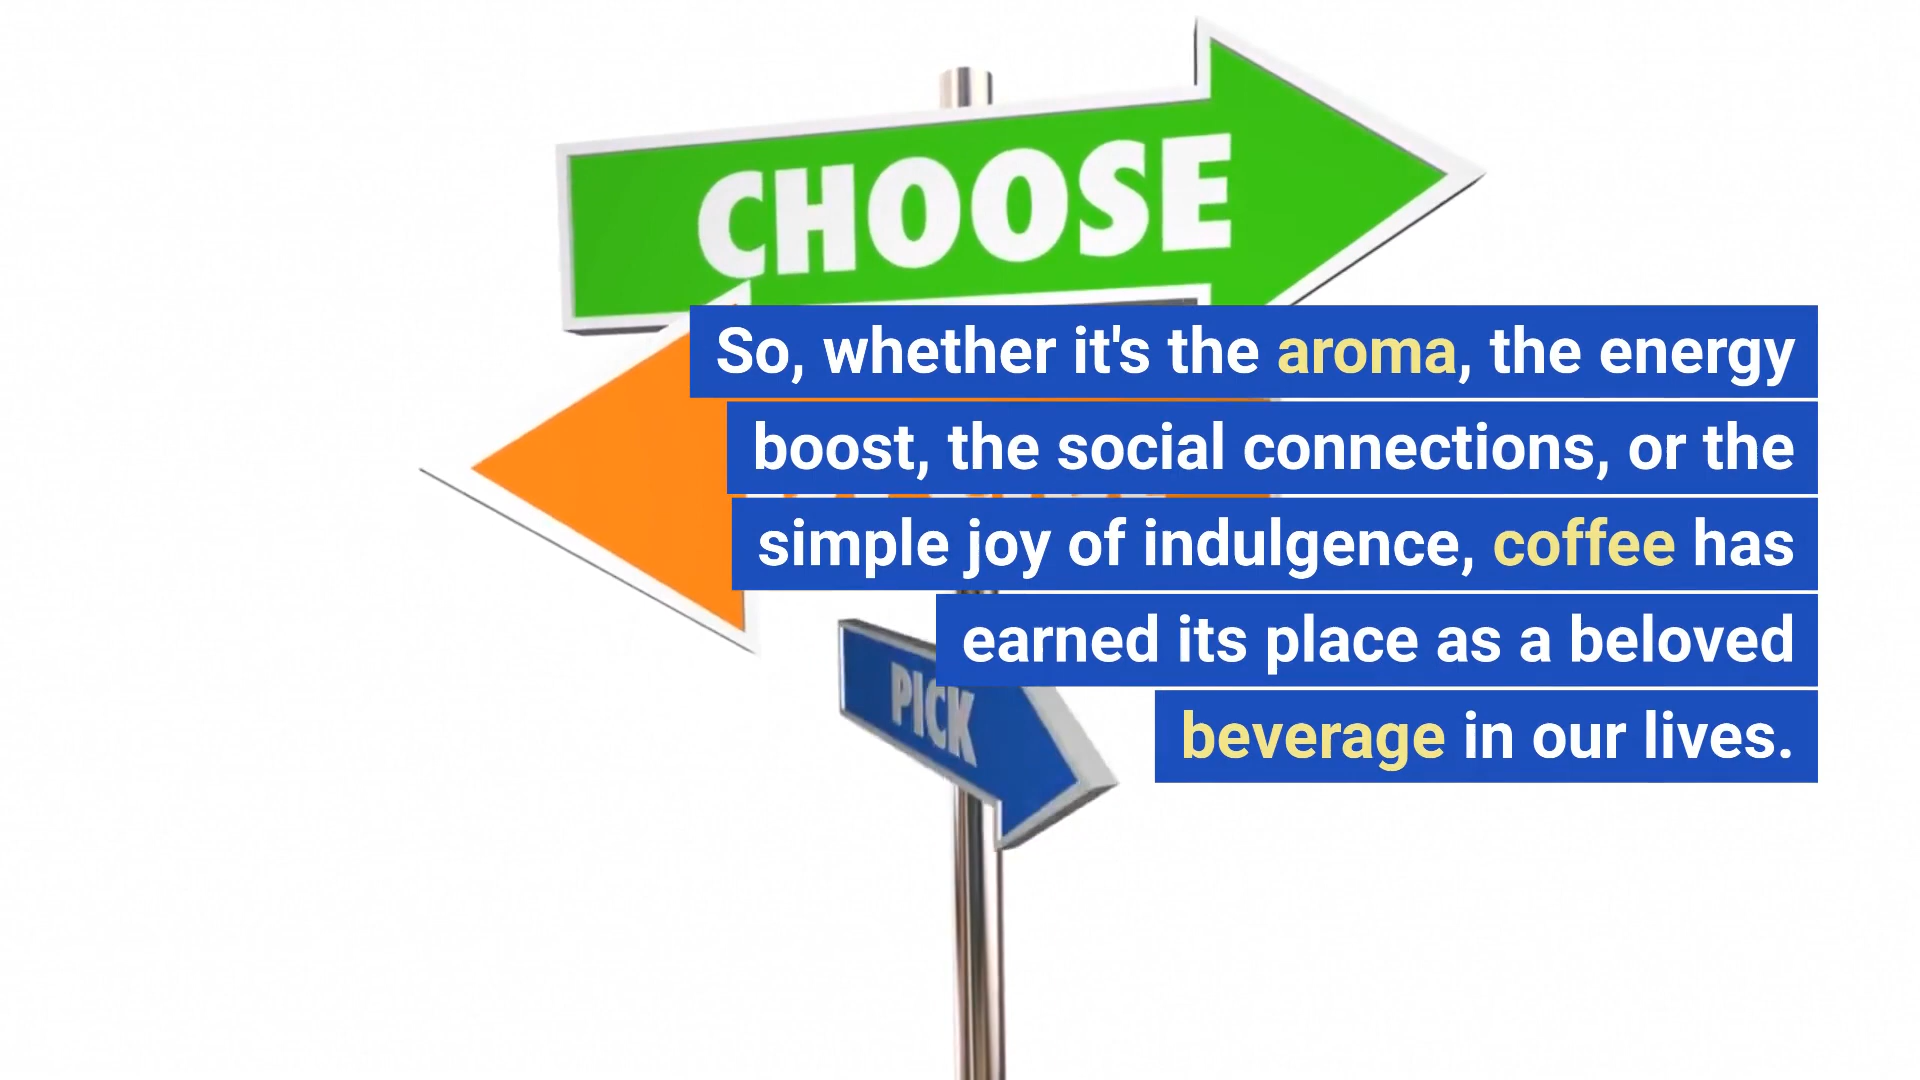 CHOOSE
So, whether it's the aroma, the energy
boost, the social connections, or the
simple joy of indulgence, coffee has
earned its place as a beloved
beverage in our lives.
PICK